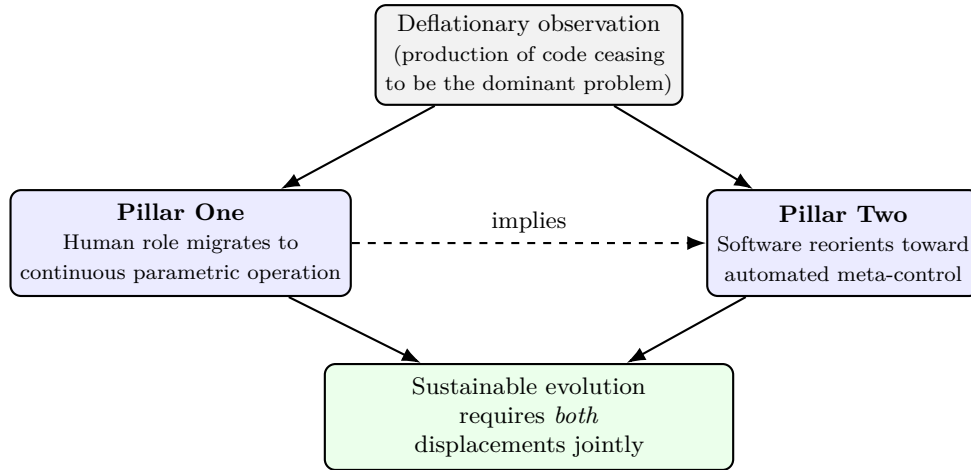 Deflationary observation
(production of code ceasing
to be the dominant problem)
Pillar One
Human role migrates to
continuous parametric operation
implies
Pillar Two
Software reorients toward
automated meta-control
Sustainable evolution
requires both
displacements jointly